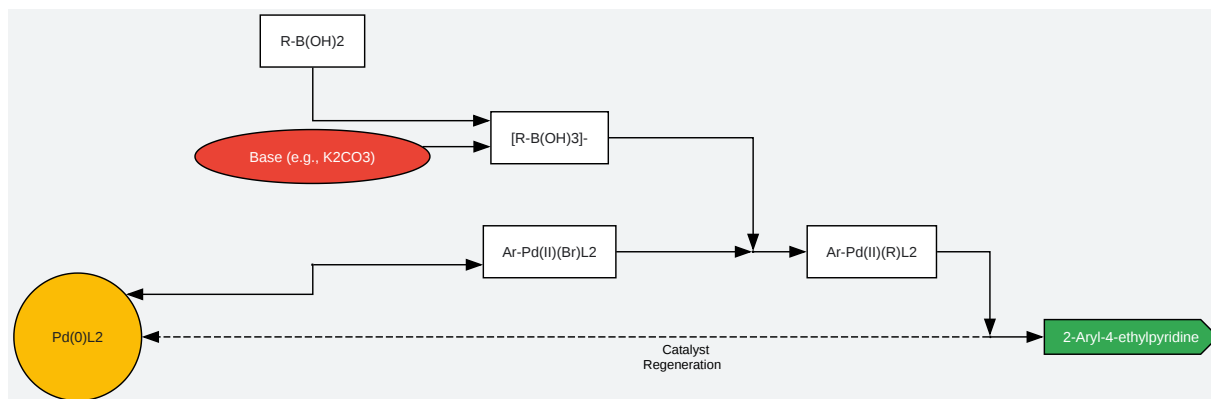 R-B(OH)2
[R-B(OH)3]-
Base (e.g., K2CO3)
Ar-Pd(II)(Br)L2
Ar-Pd(II)(R)L2
Pd(0)L2
2-Aryl-4-ethylpyridine
Catalyst
Regeneration